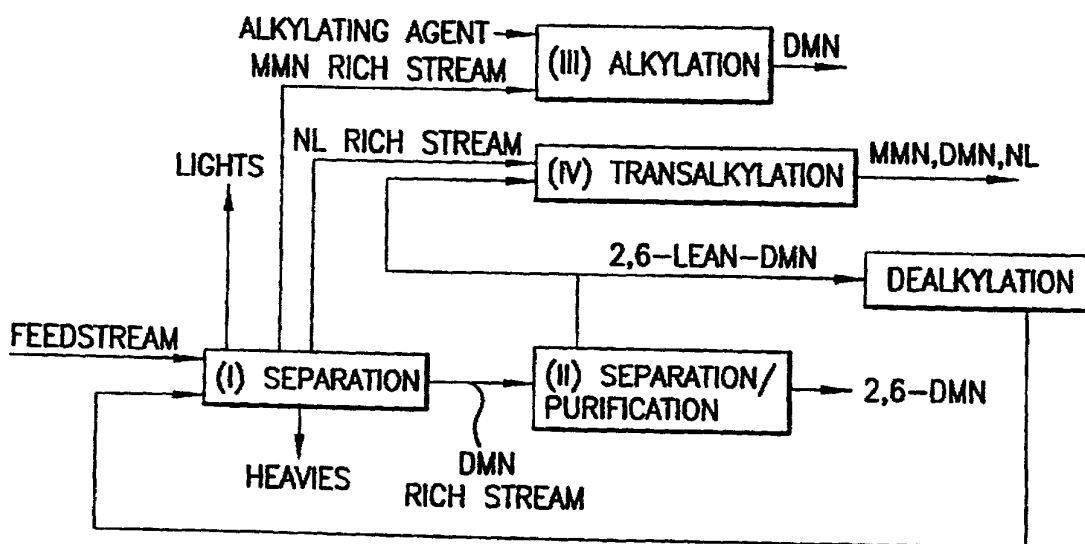 ALKYLATING AGENT
MMN RICH STREAM
(III) ALKYLATION
DMN
NL RICH STREAM
LIGHTS
(IV) TRANSALKYLATION
MMN,DMN,NL
2,6-LEAN-DMN
DEALKYLATION
FEEDSTREAM
(I) SEPARATION
(II) SEPARATION/
PURIFICATION
2,6-DMN
HEAVIES
DMN
RICH STREAM